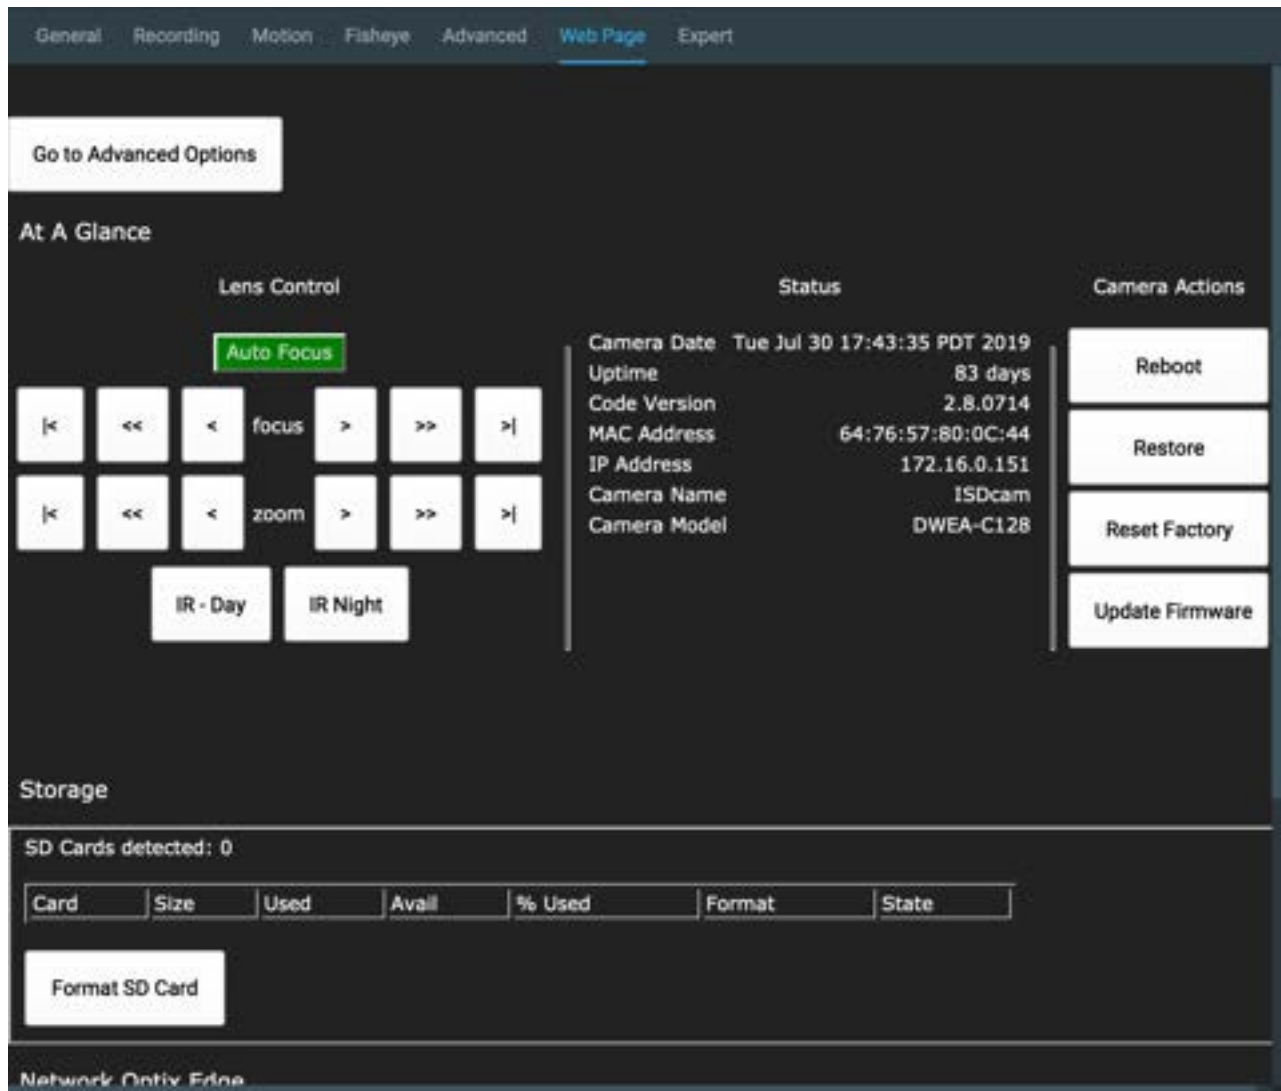 General Recording Motion Fisheye Advanced Web Page Expert
Go to Advanced Options
At A Glance
Lens Control
Auto Focus
|< << < focus > >> >|
|< << < zoom > >> >|
IR - Day IR Night
Status
Camera Date Tue Jul 30 17:43:35 PDT 2019
Uptime 83 days
Code Version 2.8.0714
MAC Address 64:76:57:80:0C:44
IP Address 172.16.0.151
Camera Name ISDcam
Camera Model DWEA-C128
Camera Actions
Reboot
Restore
Reset Factory
Update Firmware
Storage
SD Cards detected: 0
Card Size Used Avail % Used Format State
Format SD Card
Network Optix Edge